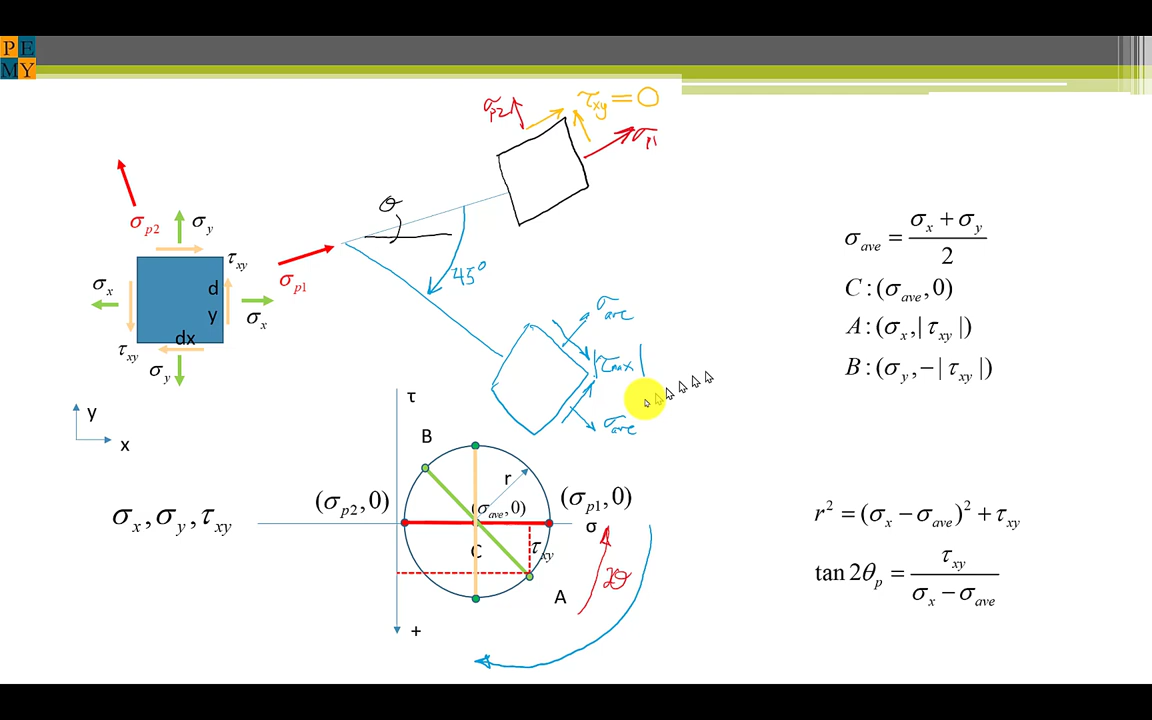 P E
M Y
σp2
τxy = 0
σp1
θ
σp2
σy
τxy
σp1
45°
σx
d
y
σx
dx
τxy
σy
σave
|τmax|
σave
y
x
τ
B
r
(σp2, 0)
(σave, 0)
(σp1, 0)
σ
C
τxy
2θ
A
+
σx, σy, τxy
σave = (σx + σy) / 2
C : (σave, 0)
A : (σx, | τxy |)
B : (σy, − | τxy |)
r² = (σx − σave)² + τxy
tan 2θp = τxy / (σx − σave)